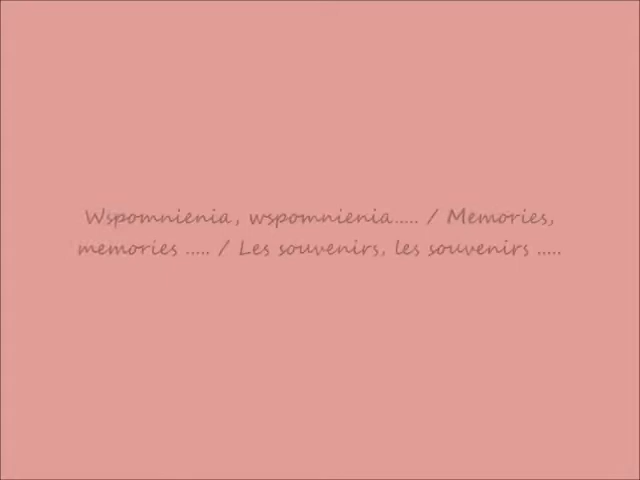 Wspomnienia, wspomnienia..... / Memories,
memories ..... / Les souvenirs, les souvenirs .....